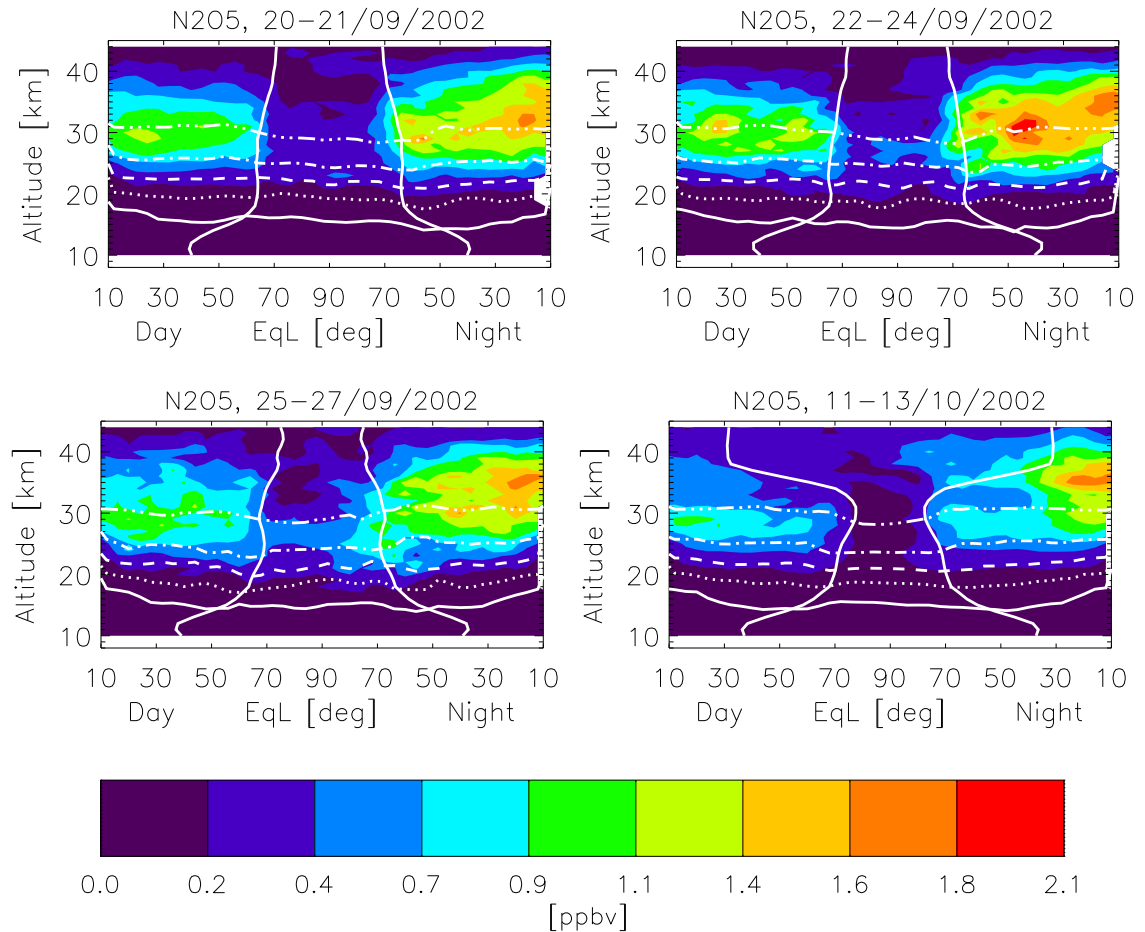 N2O5, 20−21/09/2002
N2O5, 22−24/09/2002
Altitude [km]
40
30
20
10
10 30 50 70 90 70 50 30 10
Day EqL [deg] Night
Altitude [km]
40
30
20
10
10 30 50 70 90 70 50 30 10
Day EqL [deg] Night
N2O5, 25−27/09/2002
N2O5, 11−13/10/2002
Altitude [km]
40
30
20
10
10 30 50 70 90 70 50 30 10
Day EqL [deg] Night
Altitude [km]
40
30
20
10
10 30 50 70 90 70 50 30 10
Day EqL [deg] Night
0.0 0.2 0.4 0.7 0.9 1.1 1.4 1.6 1.8 2.1
[ppbv]